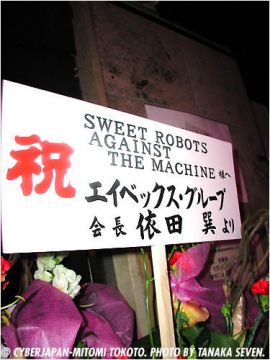 祝
SWEET ROBOTS
AGAINST
THE MACHINE 様へ
エイベックス・グループ
会長 依田 巽 より
© CYBERJAPAN-MITOMI TOKOTO. PHOTO BY TANAKA SEVEN.